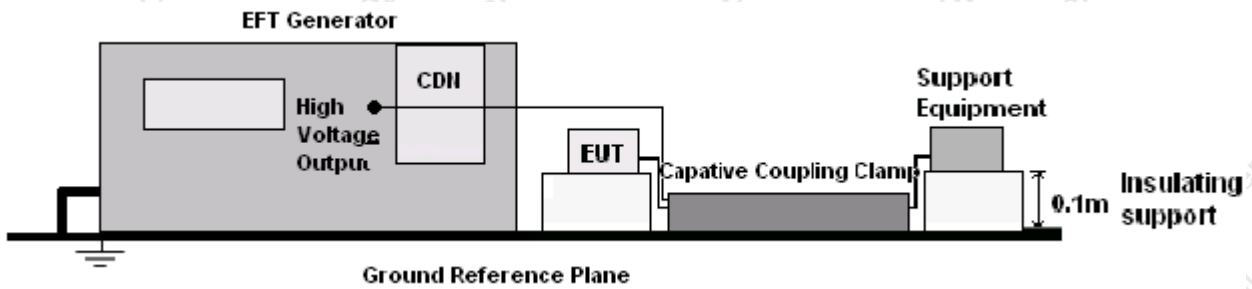 EFT Generator
CDN
High
Voltage
Output
EUT
Capative Coupling Clamp
Support
Equipment
0.1m
Insulating
support
Ground Reference Plane